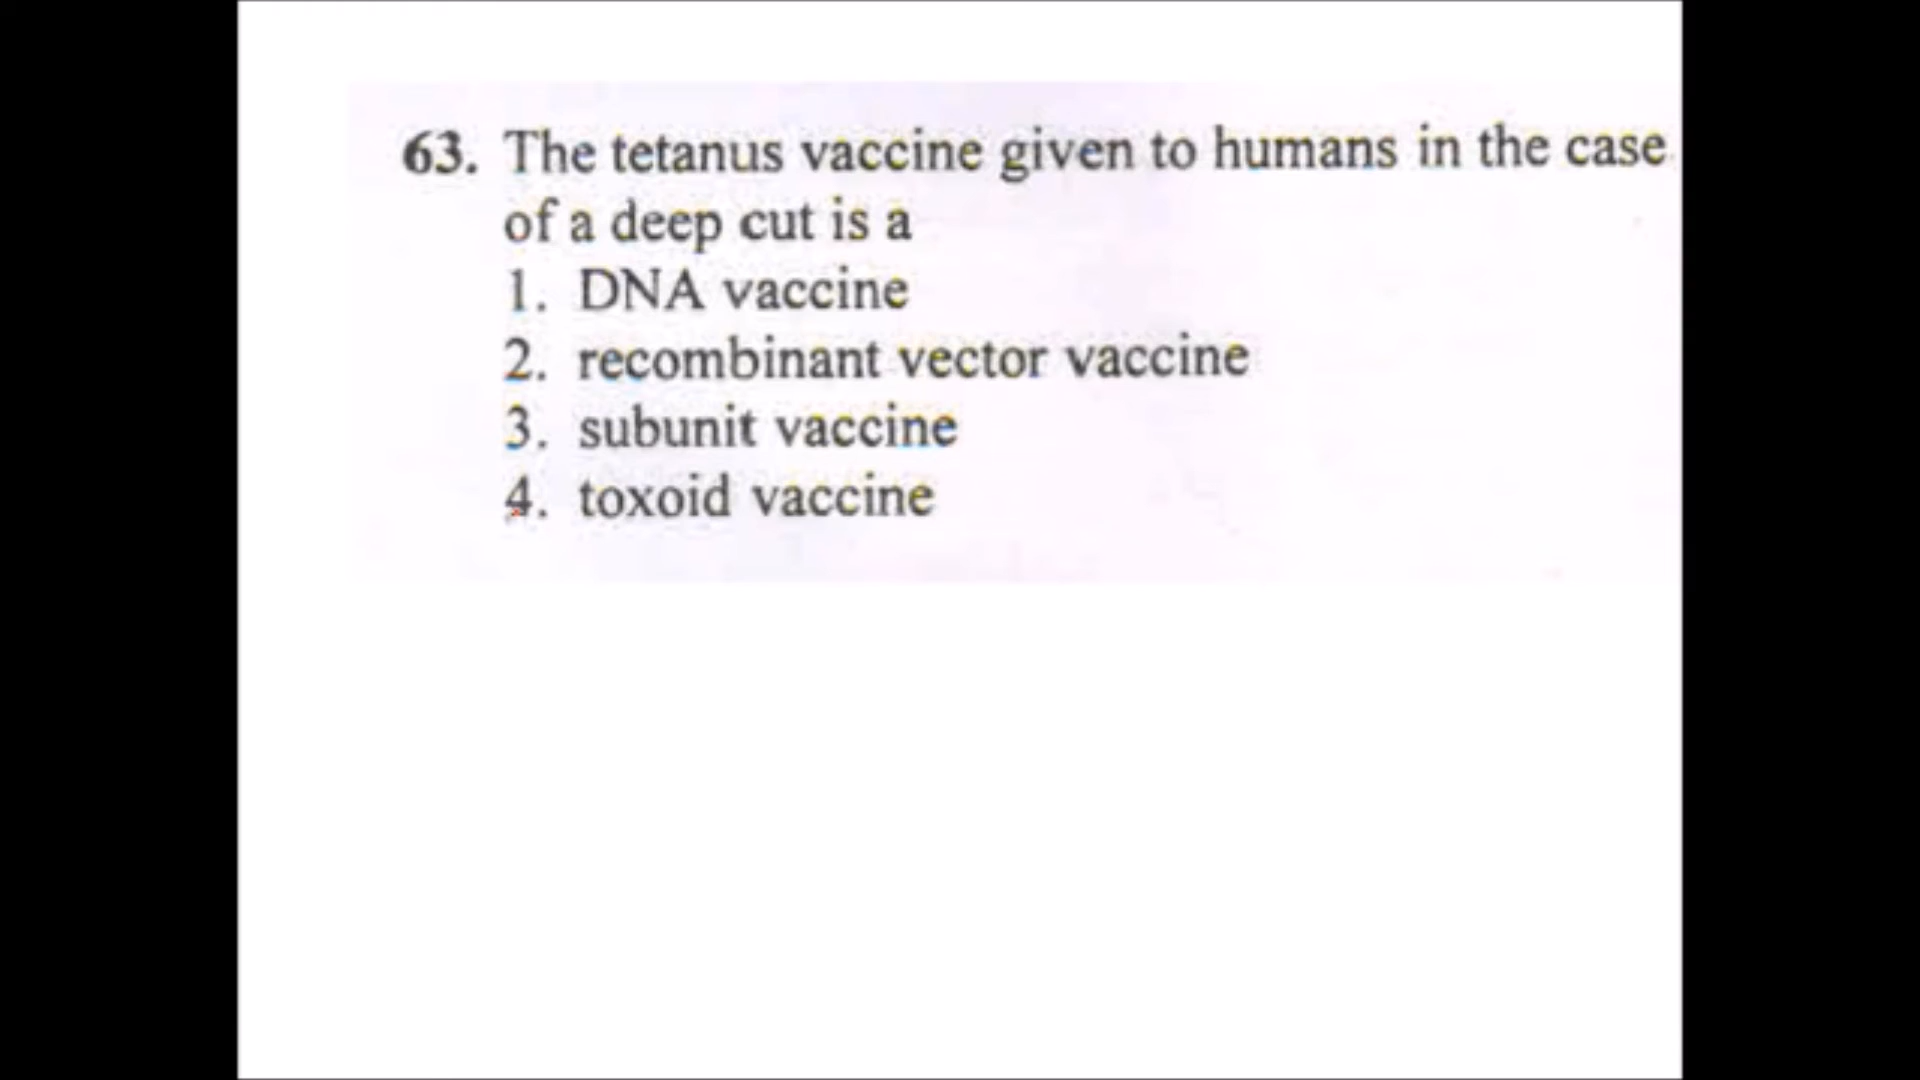 63. The tetanus vaccine given to humans in the case
of a deep cut is a
1. DNA vaccine
2. recombinant vector vaccine
3. subunit vaccine
4. toxoid vaccine